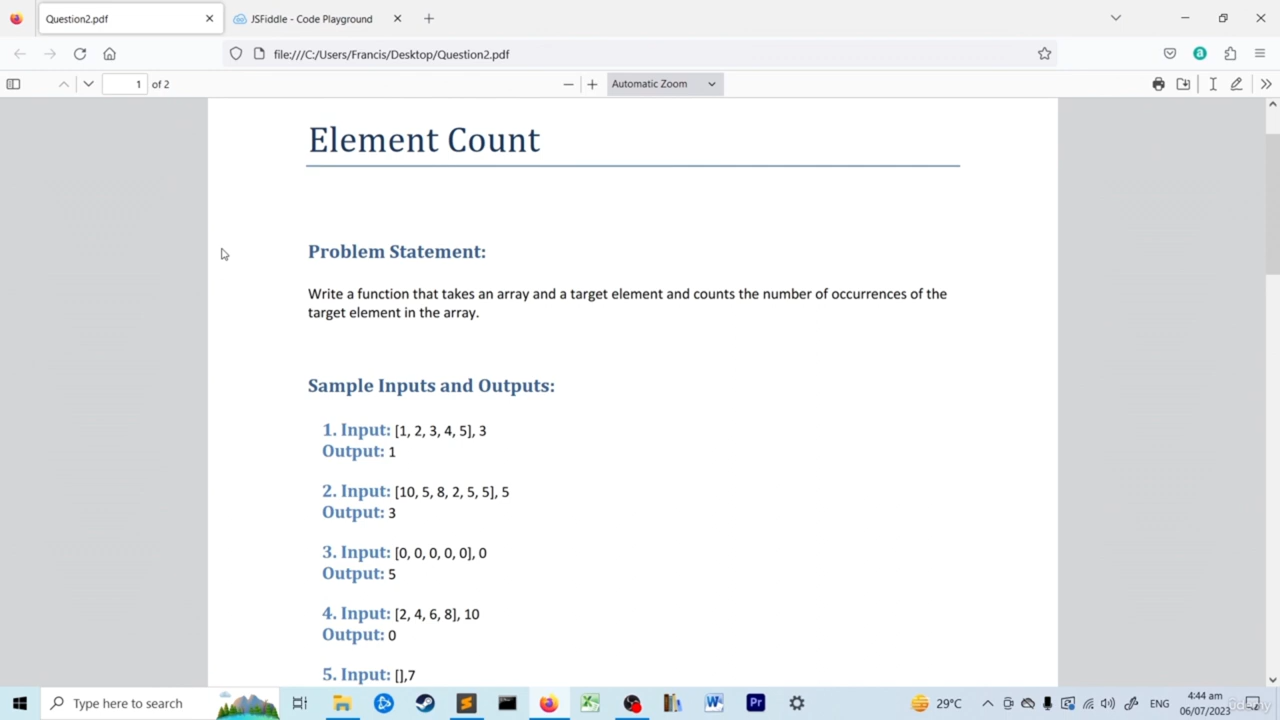 Question2.pdf
JSFiddle - Code Playground
file:///C:/Users/Francis/Desktop/Question2.pdf
1 of 2
Automatic Zoom
Element Count
Problem Statement:
Write a function that takes an array and a target element and counts the number of occurrences of the
target element in the array.
Sample Inputs and Outputs:
1. Input: [1, 2, 3, 4, 5], 3
Output: 1
2. Input: [10, 5, 8, 2, 5, 5], 5
Output: 3
3. Input: [0, 0, 0, 0, 0], 0
Output: 5
4. Input: [2, 4, 6, 8], 10
Output: 0
5. Input: [],7
Type here to search
29°C
ENG
4:44 am
06/07/2023
udemy